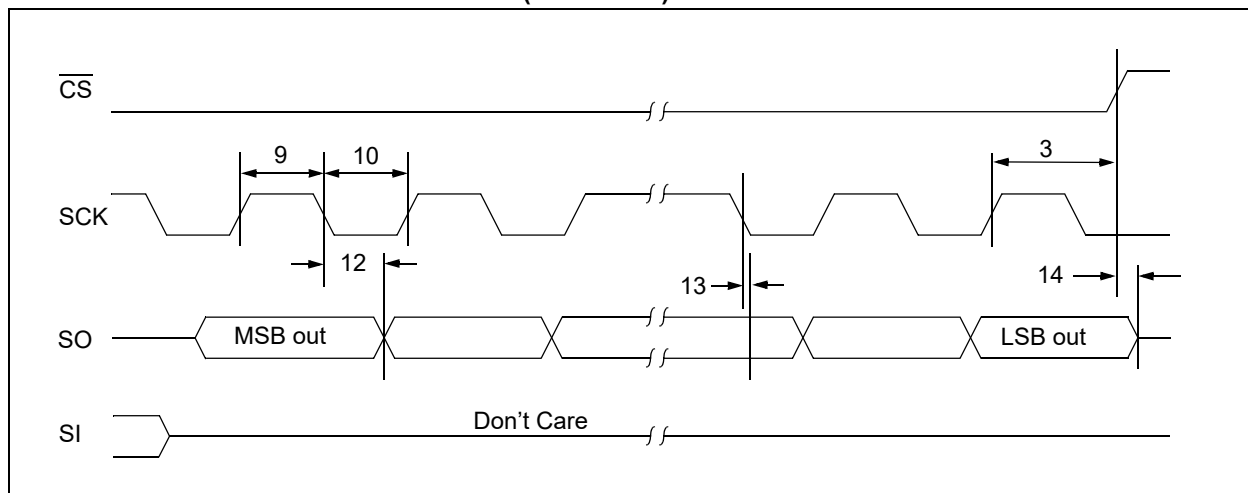 CS
9
10
3
SCK
12
13
14
SO
MSB out
LSB out
Don't Care
SI